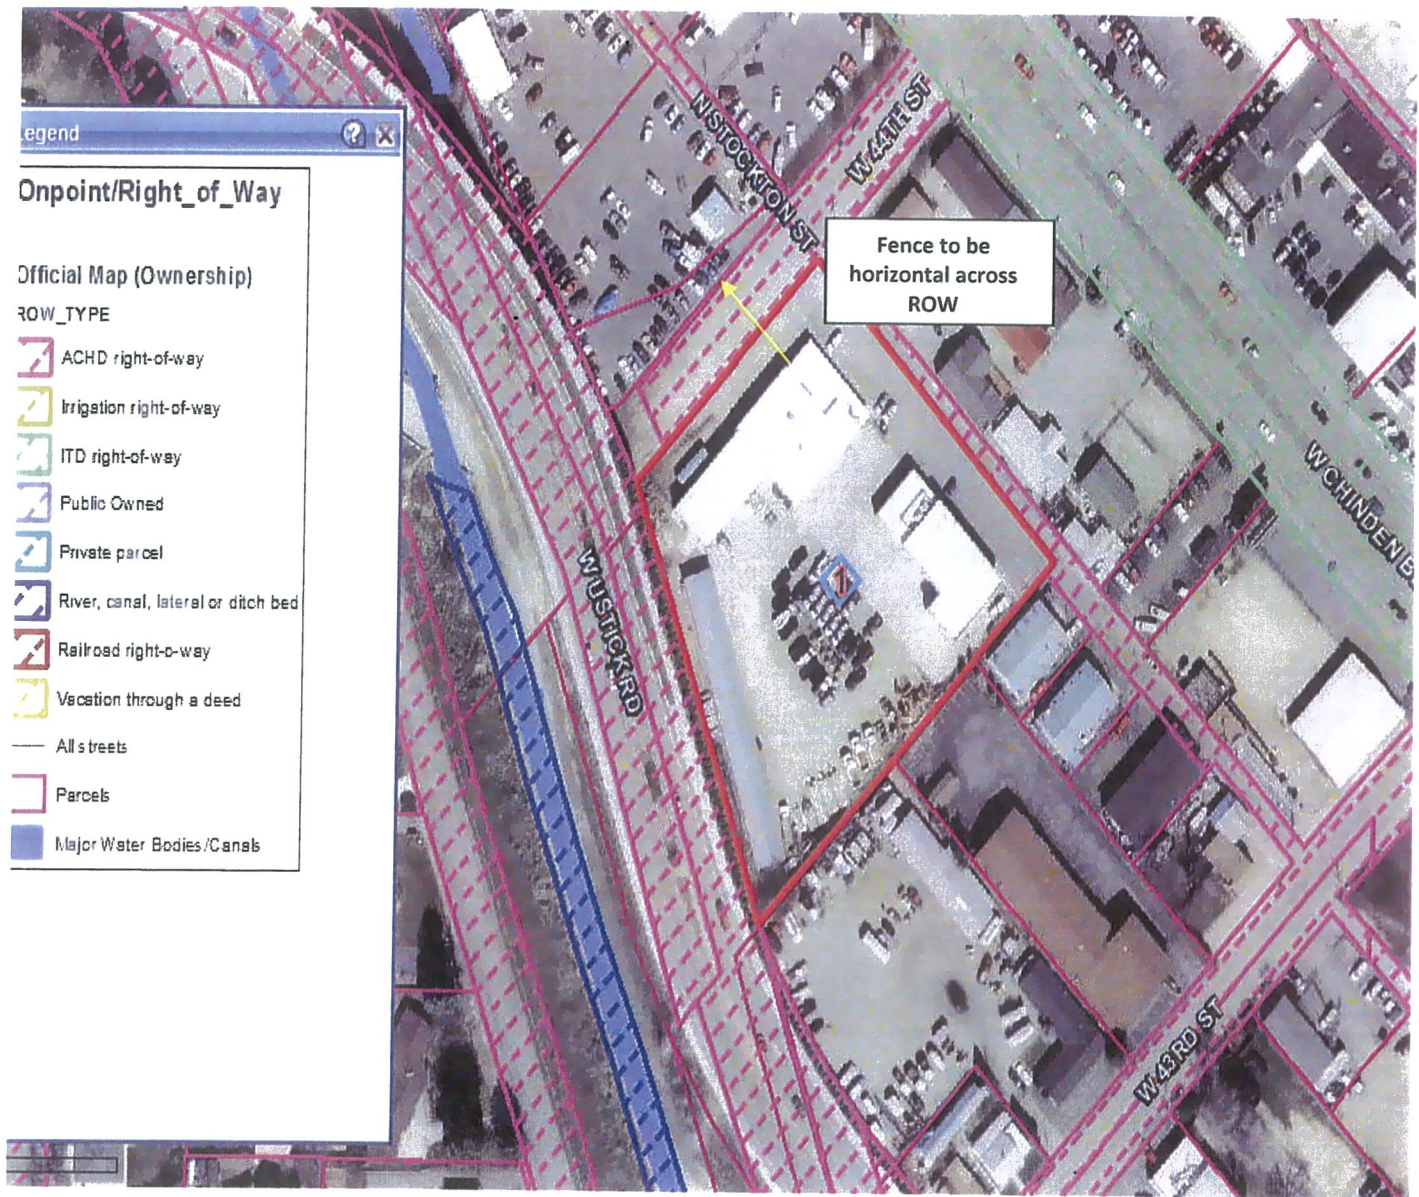 egend
Onpoint/Right_of_Way
Official Map (Ownership)
ROW_TYPE
ACHD right-of-way
Irrigation right-of-way
ITD right-of-way
Public Owned
Private parcel
River, canal, lateral or ditch bed
Railroad right-o-way
Vacation through a deed
All streets
Parcels
Major Water Bodies/Canals
N STOCKTON ST
W 44TH ST
Fence to be
horizontal across
ROW
W CHINDEN B
W USTICK RD
1
W 43RD ST